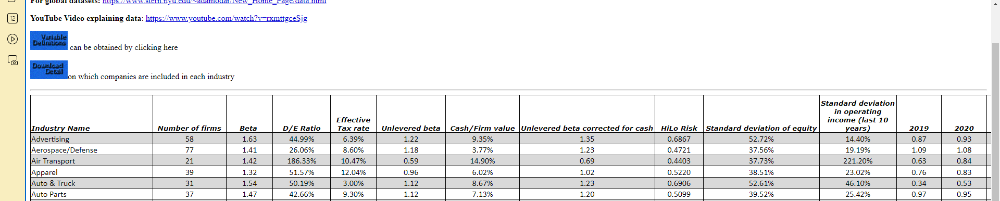 For global datasets: https://www.stern.nyu.edu/~adamodar/New_Home_Page/data.html
12
YouTube Video explaining data: https://www.youtube.com/watch?v=rxmttgceSjg
Variable
Definitions can be obtained by clicking here
Download
Detail on which companies are included in each industry
Industry Name Number of firms Beta D/E Ratio Effective Tax rate Unlevered beta Cash/Firm value Unlevered beta corrected for cash HiLo Risk Standard deviation of equity Standard deviation in operating income (last 10 years) 2019 2020
Advertising 58 1.63 44.99% 6.39% 1.22 9.35% 1.35 0.6867 52.72% 14.40% 0.87 0.93
Aerospace/Defense 77 1.41 26.06% 8.60% 1.18 3.77% 1.23 0.4721 37.56% 19.19% 1.09 1.08
Air Transport 21 1.42 186.33% 10.47% 0.59 14.90% 0.69 0.4403 37.73% 221.20% 0.63 0.84
Apparel 39 1.32 51.57% 12.04% 0.96 6.02% 1.02 0.5220 38.51% 23.02% 0.76 0.83
Auto & Truck 31 1.54 50.19% 3.00% 1.12 8.67% 1.23 0.6906 52.61% 46.10% 0.34 0.53
Auto Parts 37 1.47 42.66% 9.30% 1.12 7.13% 1.20 0.5099 39.52% 25.42% 0.97 0.95